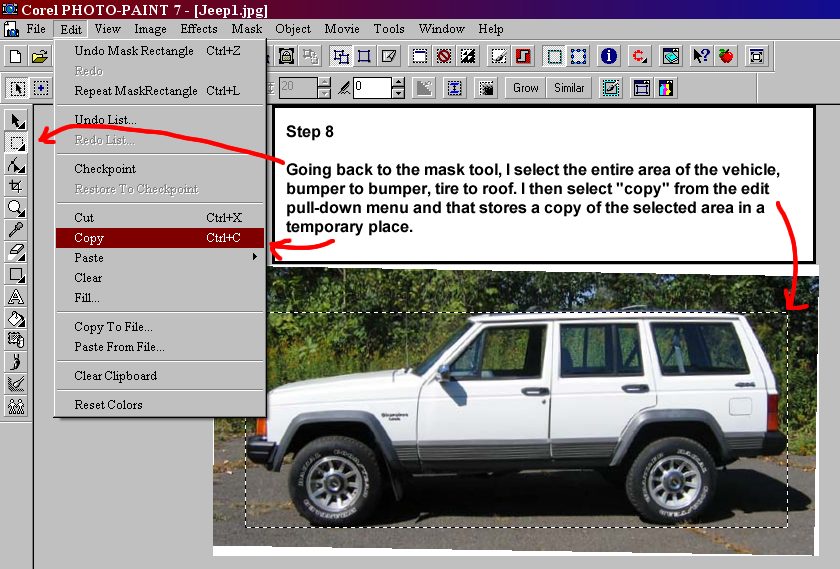 Corel PHOTO-PAINT 7 - [Jeep1.jpg]
File Edit View Image Effects Mask Object Movie Tools Window Help
Undo Mask Rectangle Ctrl+Z
Redo
Repeat MaskRectangle Ctrl+L
Undo List...
Redo List...
Checkpoint
Restore To Checkpoint
Cut Ctrl+X
Copy Ctrl+C
Paste
Clear
Fill...
Copy To File...
Paste From File...
Clear Clipboard
Reset Colors
20
0
Grow
Similar
Step 8
Going back to the mask tool, I select the entire area of the vehicle,
bumper to bumper, tire to roof. I then select "copy" from the edit
pull-down menu and that stores a copy of the selected area in a
temporary place.